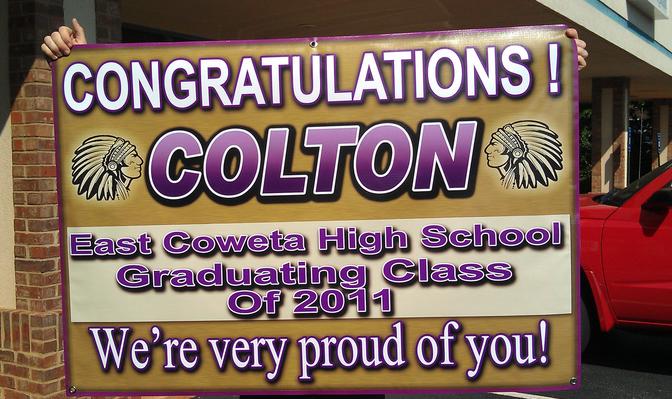 CONGRATULATIONS !
COLTON
East Coweta High School
Graduating Class
Of 2011
We're very proud of you!